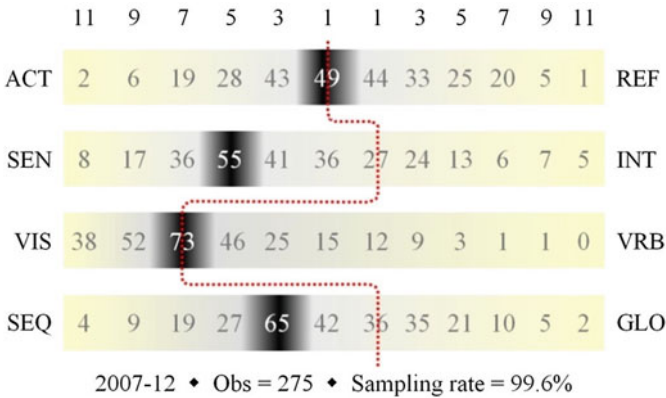 11 9 7 5 3 1 1 3 5 7 9 11
ACT 2 6 19 28 43 49 44 33 25 20 5 1 REF
SEN 8 17 36 55 41 36 27 24 13 6 7 5 INT
VIS 38 52 73 46 25 15 12 9 3 1 1 0 VRB
SEQ 4 9 19 27 65 42 36 35 21 10 5 2 GLO
2007-12 ♦ Obs = 275 ♦ Sampling rate = 99.6%